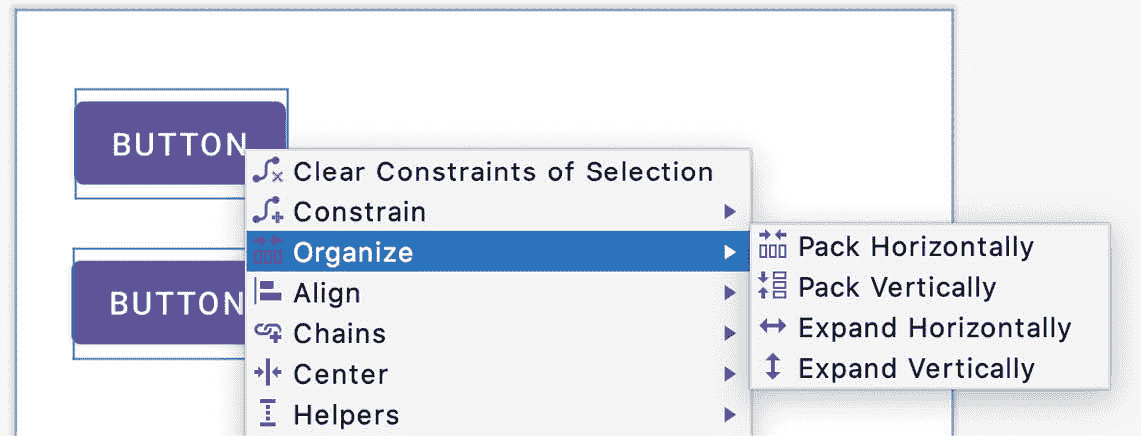 BUTTON
BUTTON
Clear Constraints of Selection
Constrain
Organize
Align
Chains
Center
Helpers
Pack Horizontally
Pack Vertically
Expand Horizontally
Expand Vertically